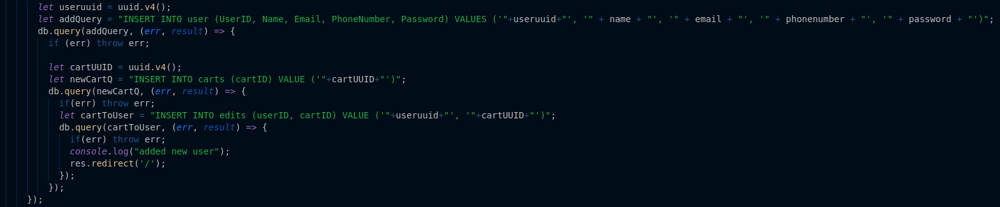 let useruuid = uuid.v4();
let addQuery = "INSERT INTO user (UserID, Name, Email, PhoneNumber, Password) VALUES ('"+useruuid+"', '" + name + "', '" + email + "', '" + phonenumber + "', '" + password + "')";
db.query(addQuery, (err, result) => {
if (err) throw err;
let cartUUID = uuid.v4();
let newCartQ = "INSERT INTO carts (cartID) VALUE ('"+cartUUID+"')";
db.query(newCartQ, (err, result) => {
if(err) throw err;
let cartToUser = "INSERT INTO edits (userID, cartID) VALUE ('"+useruuid+"', '"+cartUUID+"')";
db.query(cartToUser, (err, result) => {
if(err) throw err;
console.log("added new user");
res.redirect('/');
});
});
});